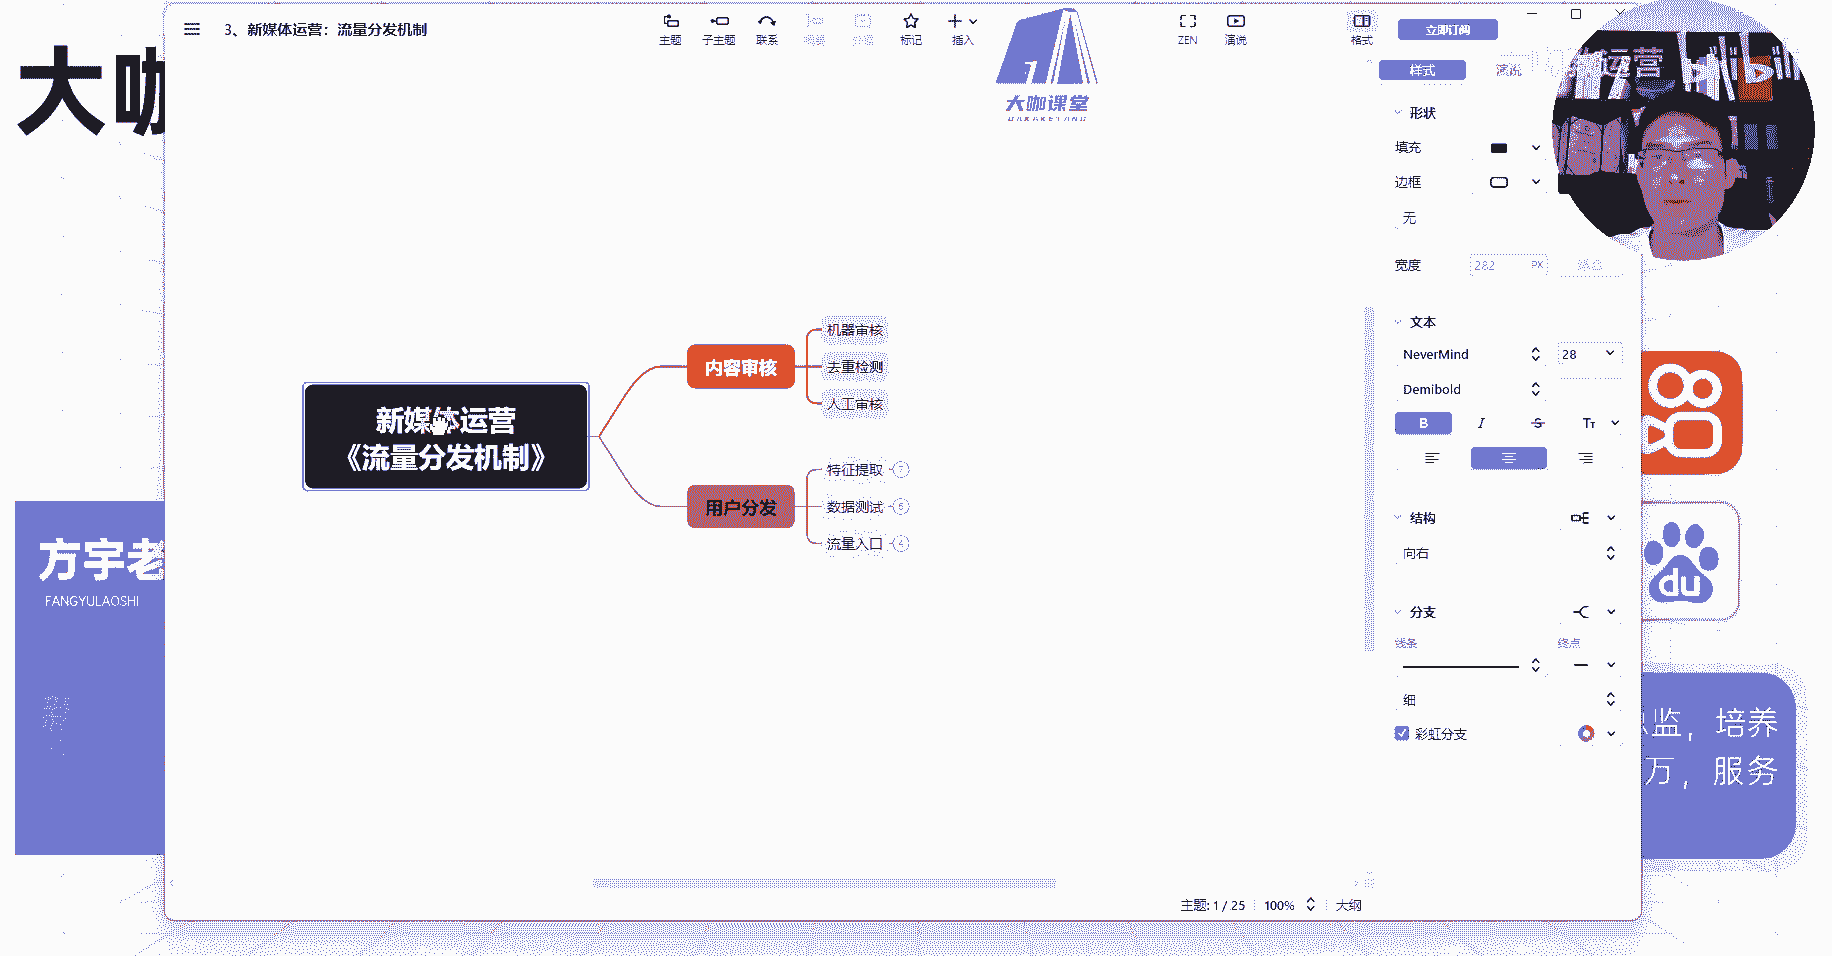 大咖
3、新媒体运营：流量分发机制
主题
子主题
联系
标记
插入
大咖课堂
DAKAKETANG
ZEN
演说
格式
立即订阅
样式
演说
运营
形状
填充
边框
无
宽度
282
PX
文本
NeverMind
28
Demibold
B
I
S
Tт
结构
向右
分支
线条
终点
细
彩虹分支
新媒体运营
《流量分发机制》
内容审核
机器审核
去重检测
人工审核
用户分发
特征提取
7
数据测试
流量入口
4
方宇老
FANGYULAOSHI
du
监，培养
万，服务
主题: 1 / 25
100%
大纲